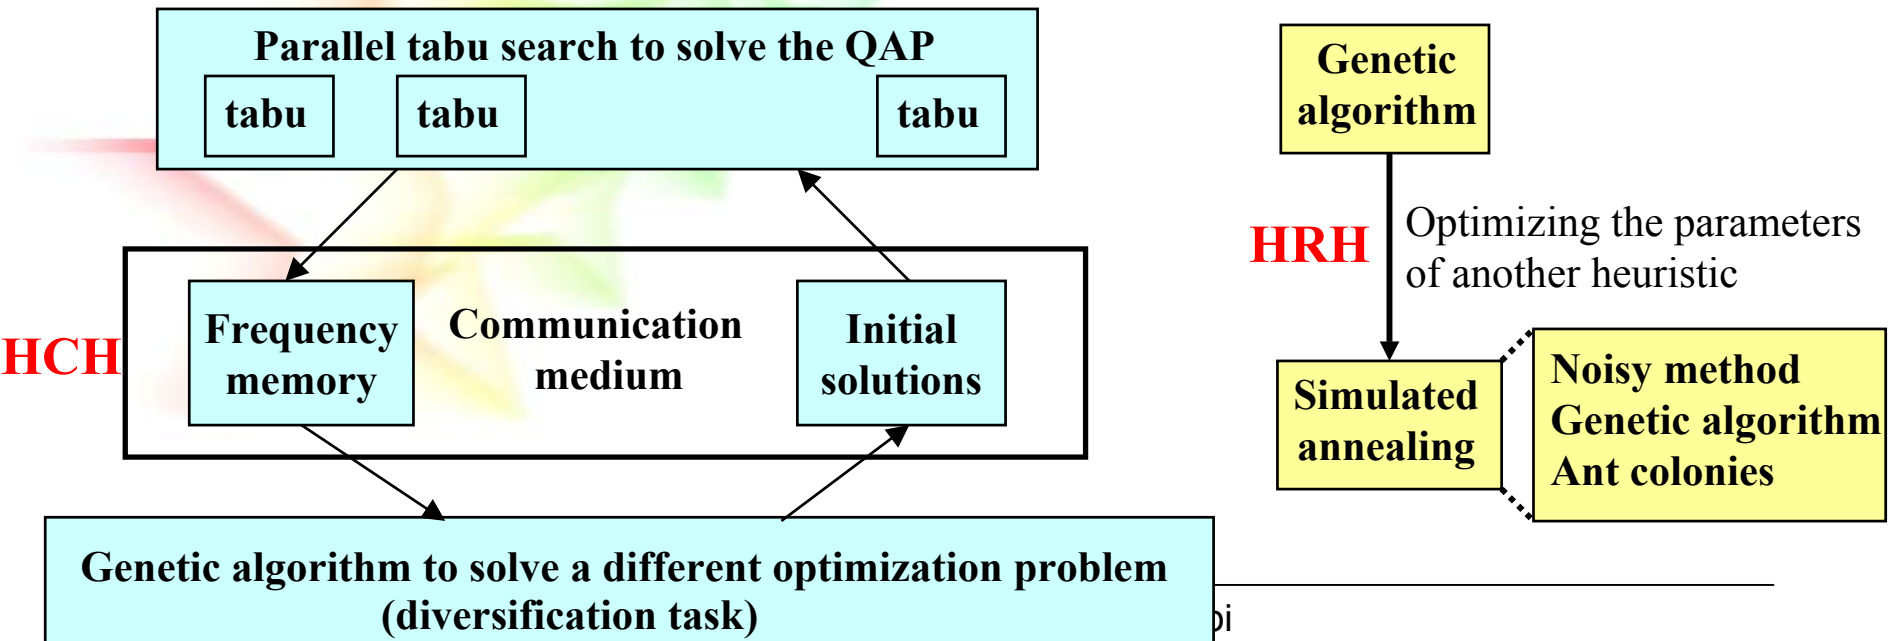 Parallel tabu search to solve the QAP
tabu
tabu
tabu
HCH
Frequency
memory
Communication
medium
Initial
solutions
Genetic algorithm to solve a different optimization problem
(diversification task)
Genetic
algorithm
HRH
Optimizing the parameters
of another heuristic
Simulated
annealing
Noisy method
Genetic algorithm
Ant colonies